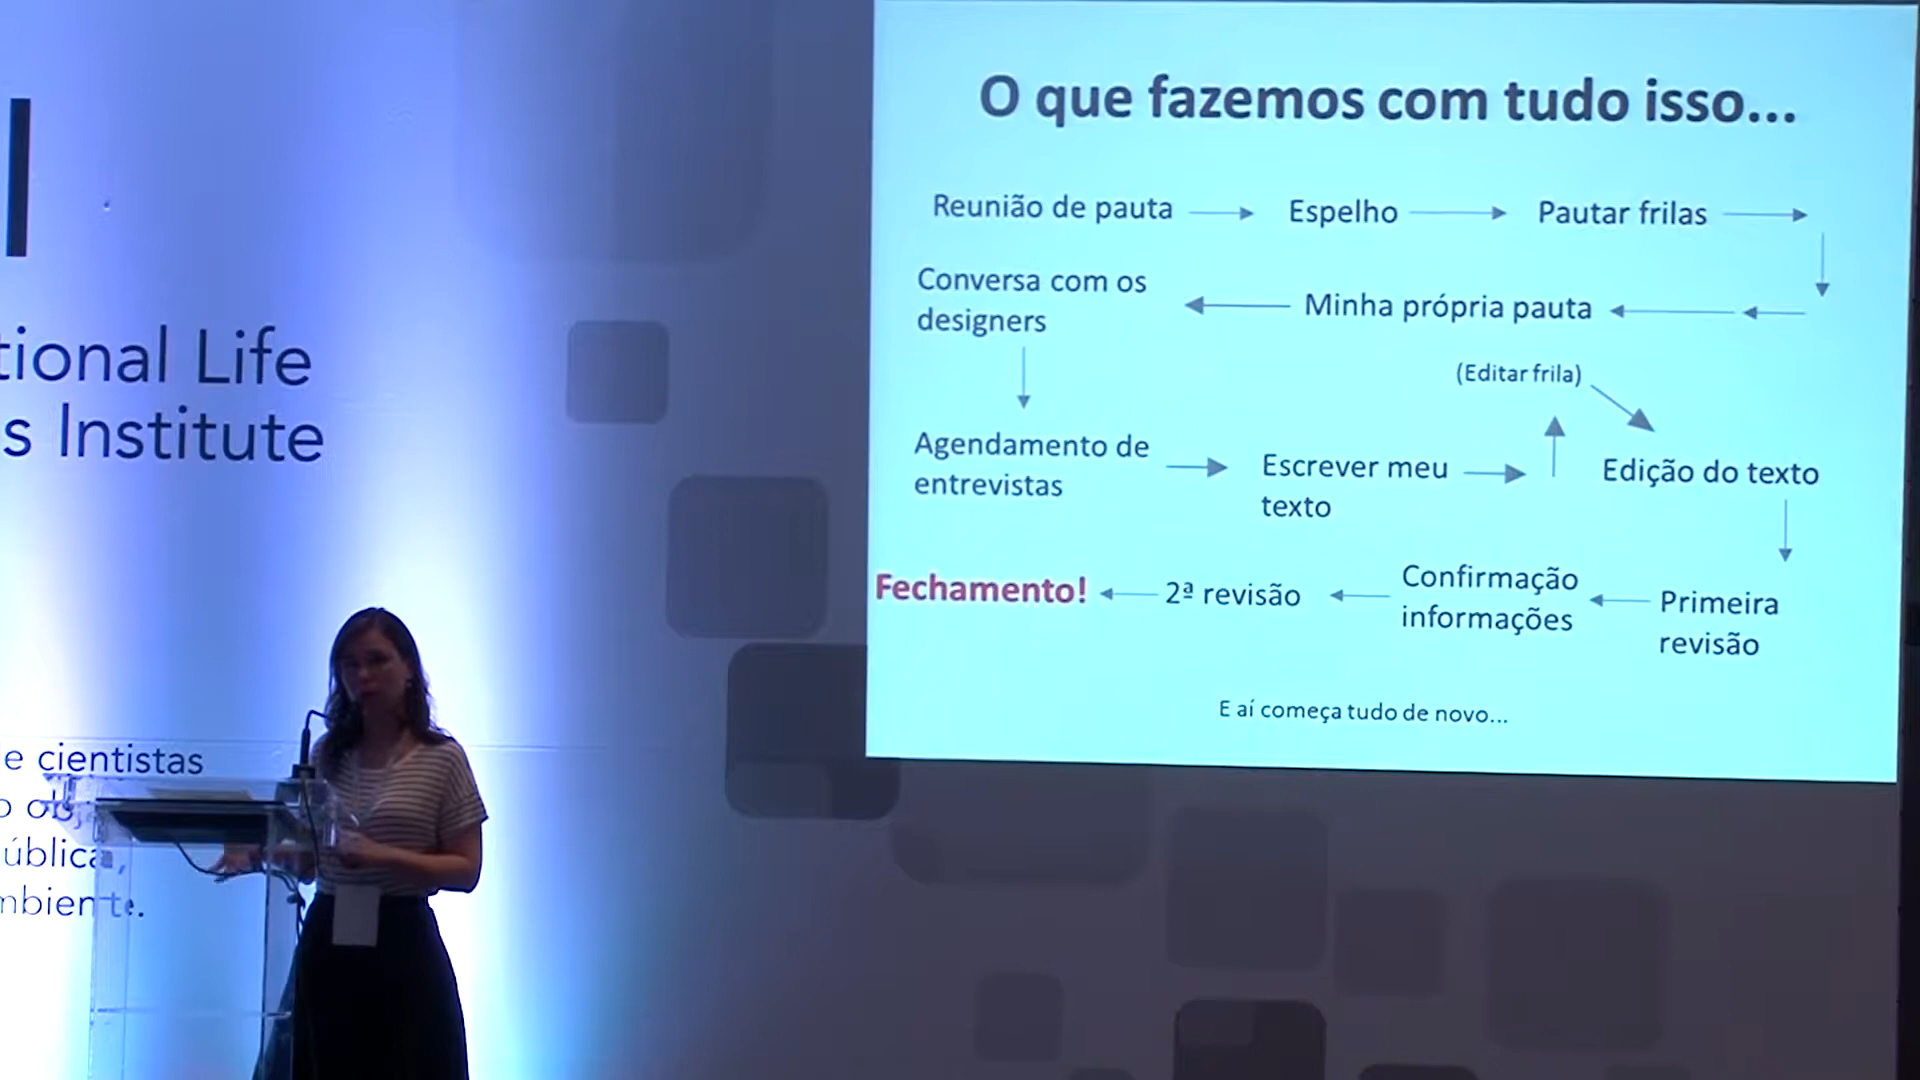 tional Life
s Institute
e cientistas
o obj
ública,
mbiente.
O que fazemos com tudo isso...
Reunião de pauta
Espelho
Pautar frilas
Conversa com os
designers
Minha própria pauta
(Editar frila)
Agendamento de
entrevistas
Escrever meu
texto
Edição do texto
Fechamento!
2ª revisão
Confirmação
informações
Primeira
revisão
E aí começa tudo de novo...